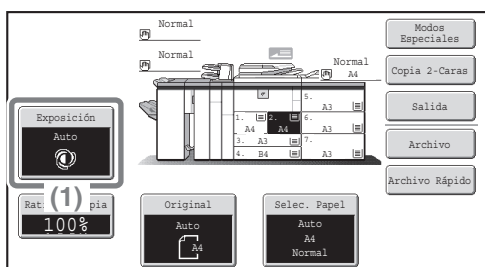 Normal
Normal
Normal
A4
Modos
Especiales
Copia 2-Caras
Salida
Archivo
Archivo Rápido
5.
A3
1.
A4
2.
A4
6.
A3
3.
A3
7.
4.
B4
A3
Exposición
Auto
(1)
100%
Original
Auto
A4
Selec. Papel
Auto
A4
Normal